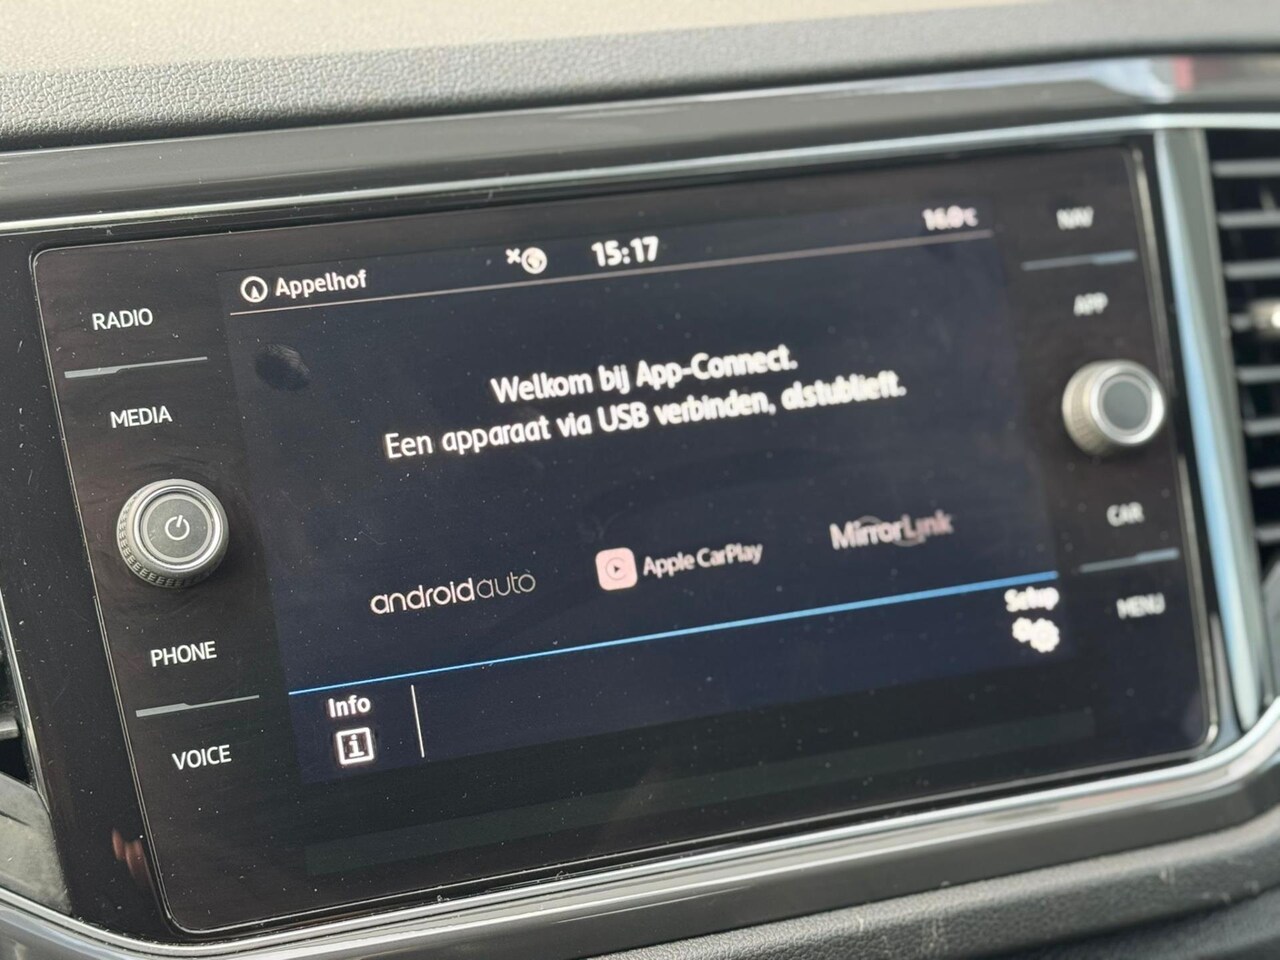 Appelhof
15:17
16.0°C
NAV
RADIO
APP
MEDIA
Welkom bij App-Connect.
Een apparaat via USB verbinden, alstublieft.
CAR
MirrorLink
Apple CarPlay
androidauto
Setup
MENU
PHONE
Info
VOICE